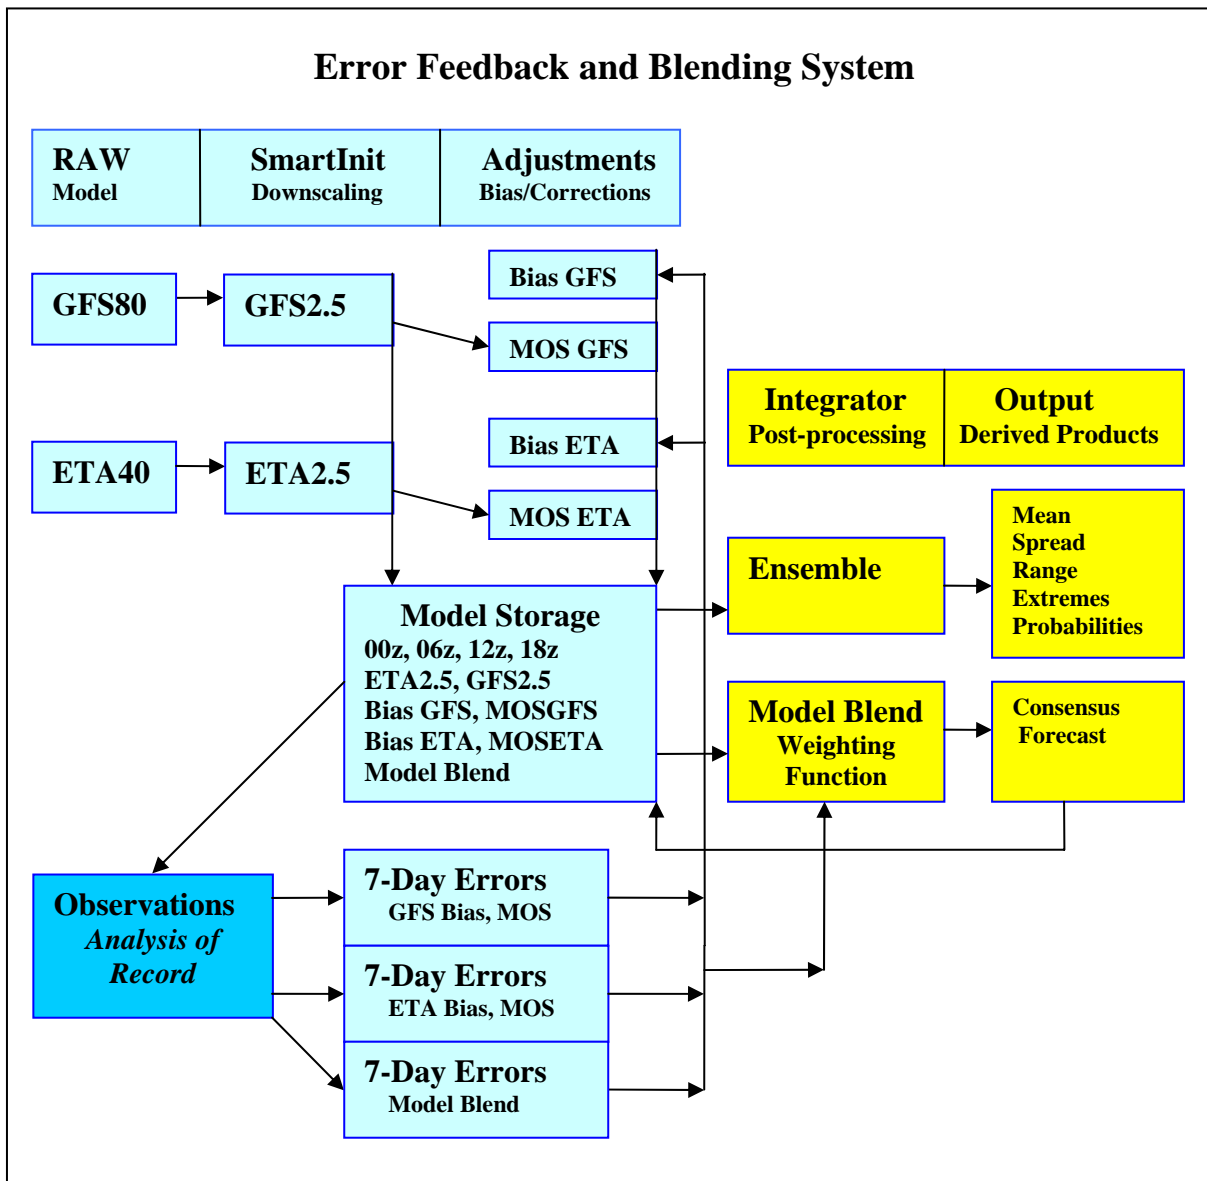 Error Feedback and Blending System
RAW
Model
SmartInit
Downscaling
Adjustments
Bias/Corrections
GFS80
GFS2.5
Bias GFS
MOS GFS
ETA40
ETA2.5
Bias ETA
MOS ETA
Integrator
Post-processing
Output
Derived Products
Ensemble
Mean
Spread
Range
Extremes
Probabilities
Model Storage
00z, 06z, 12z, 18z
ETA2.5, GFS2.5
Bias GFS, MOSGFS
Bias ETA, MOSETA
Model Blend
Model Blend
Weighting
Function
Consensus
Forecast
Observations
Analysis of
Record
7-Day Errors
GFS Bias, MOS
7-Day Errors
ETA Bias, MOS
7-Day Errors
Model Blend